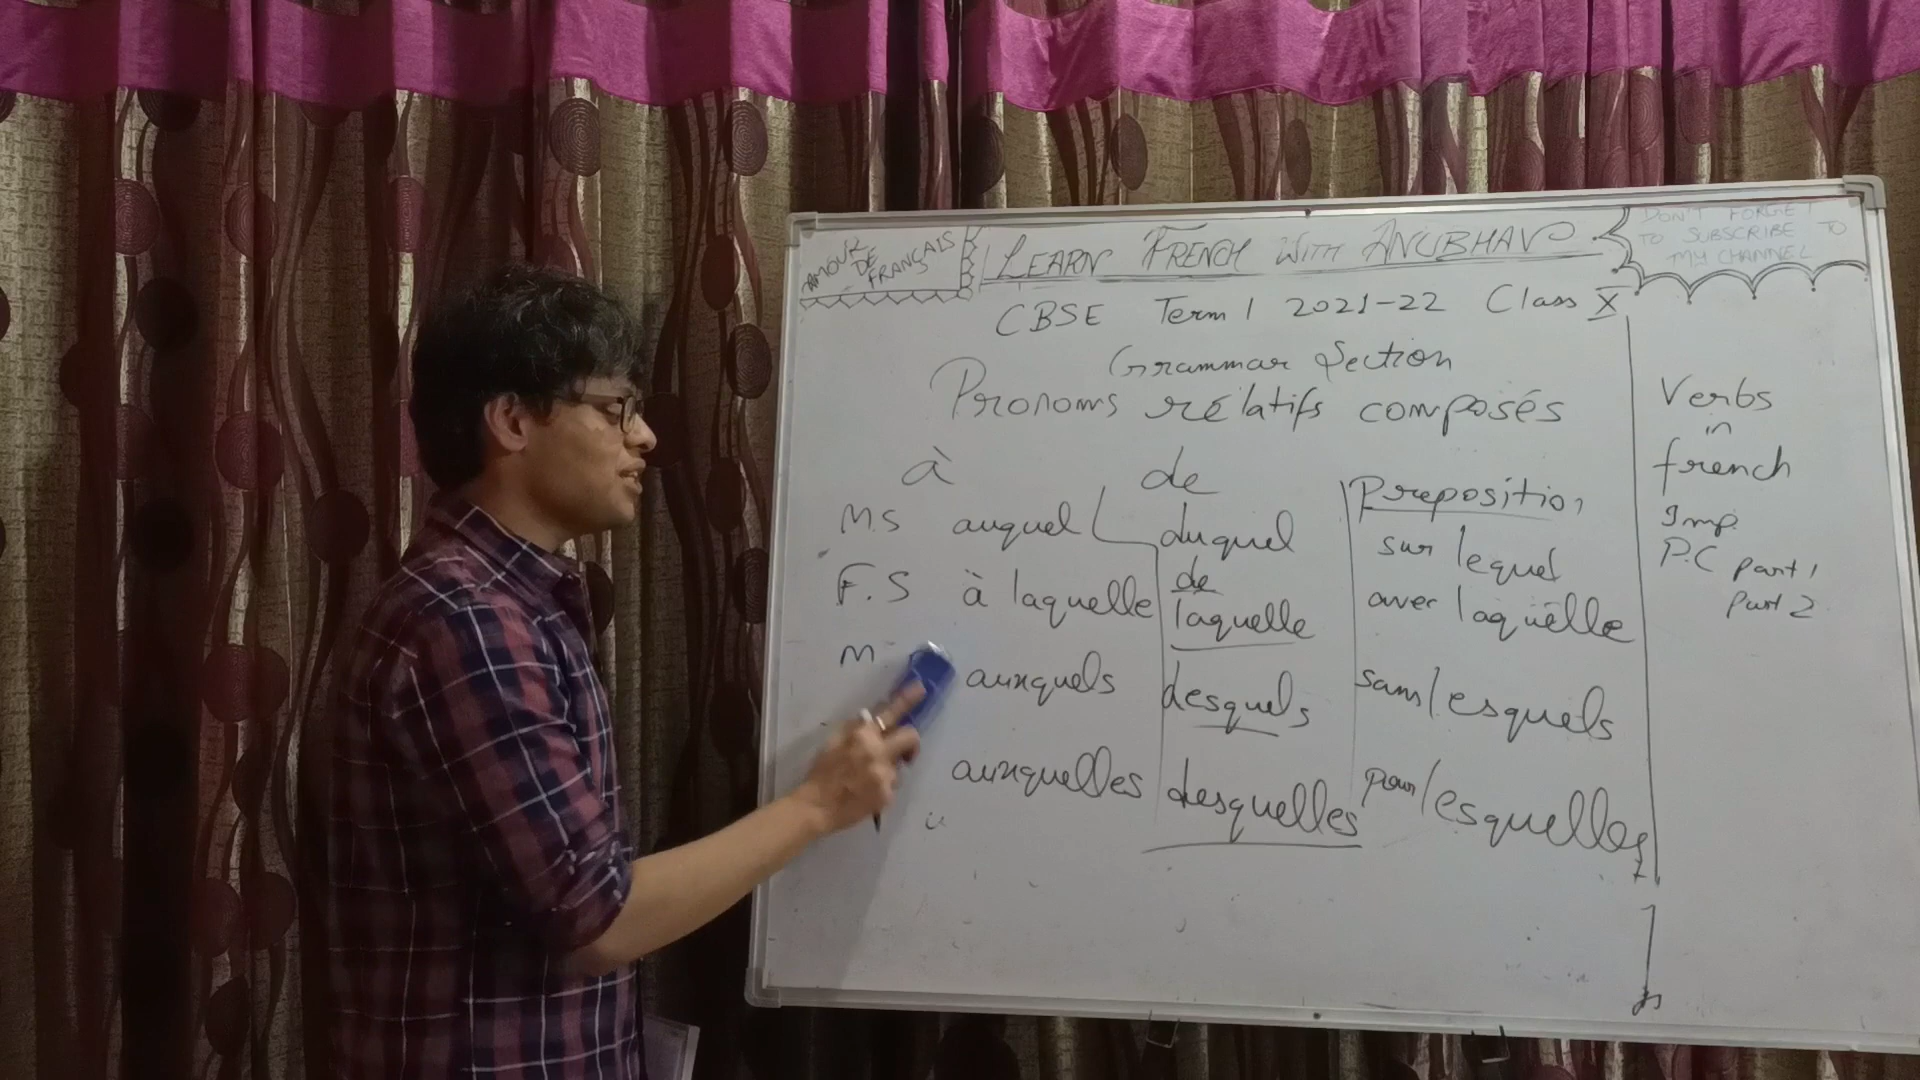 AMOUR
DE
FRANÇAIS
LEARN FRENCH WITH ANUBHAV
DON'T FORGET
TO SUBSCRIBE TO
MY CHANNEL
CBSE Term 1 2021-22 Class X
Grammar Section
Pronoms rélatifs composés
à de Preposition
M.S auquel duquel sur lequel
F.S à laquelle de laquelle avec laquelle
M auxquels desquels sans lesquels
auxquelles desquelles pour lesquelles
Verbs
in
french
Imp.
P.C part 1
Part 2